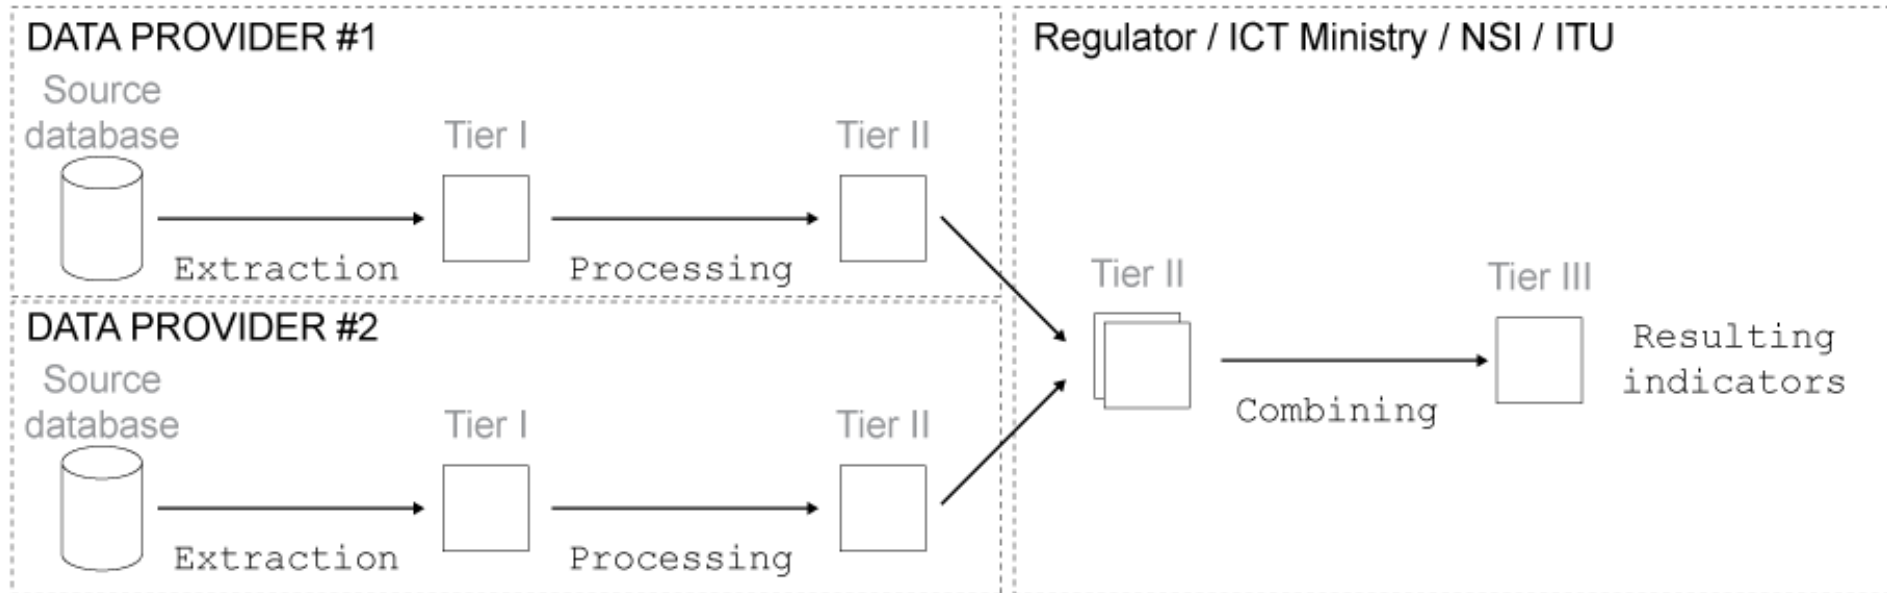 DATA PROVIDER #1
Source
database
Tier I
Tier II
Extraction
Processing
DATA PROVIDER #2
Source
database
Tier I
Tier II
Extraction
Processing
Regulator / ICT Ministry / NSI / ITU
Tier II
Tier III
Combining
Resulting
indicators